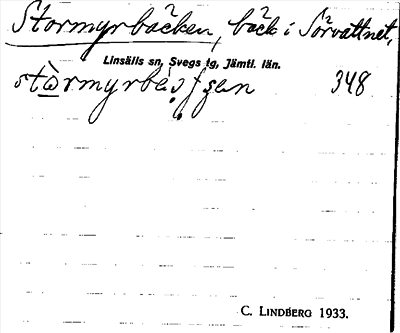 Stormyrbäcken, bäck i Sörvattnet,
Linsälls sn, Svegs tg, Jämtl. län.
348
C. LINDBERG 1933.